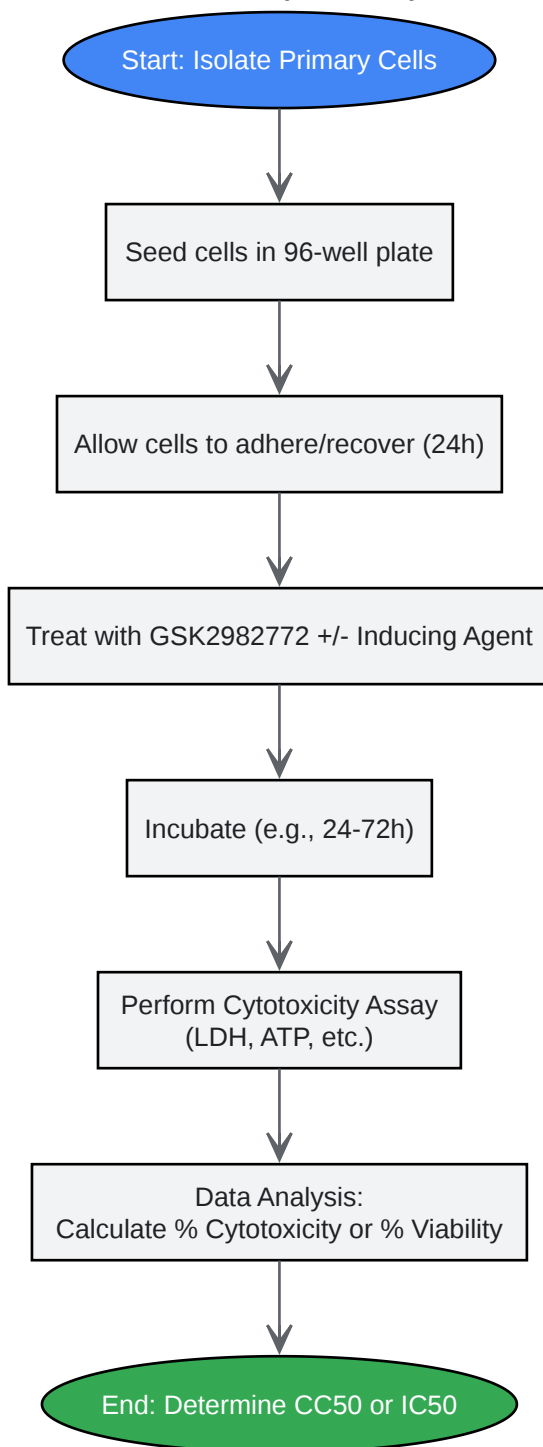 Start: Isolate Primary Cells
Seed cells in 96-well plate
Allow cells to adhere/recover (24h)
Treat with GSK2982772 +/- Inducing Agent
Incubate (e.g., 24-72h)
Perform Cytotoxicity Assay
(LDH, ATP, etc.)
Data Analysis:
Calculate % Cytotoxicity or % Viability
End: Determine CC50 or IC50